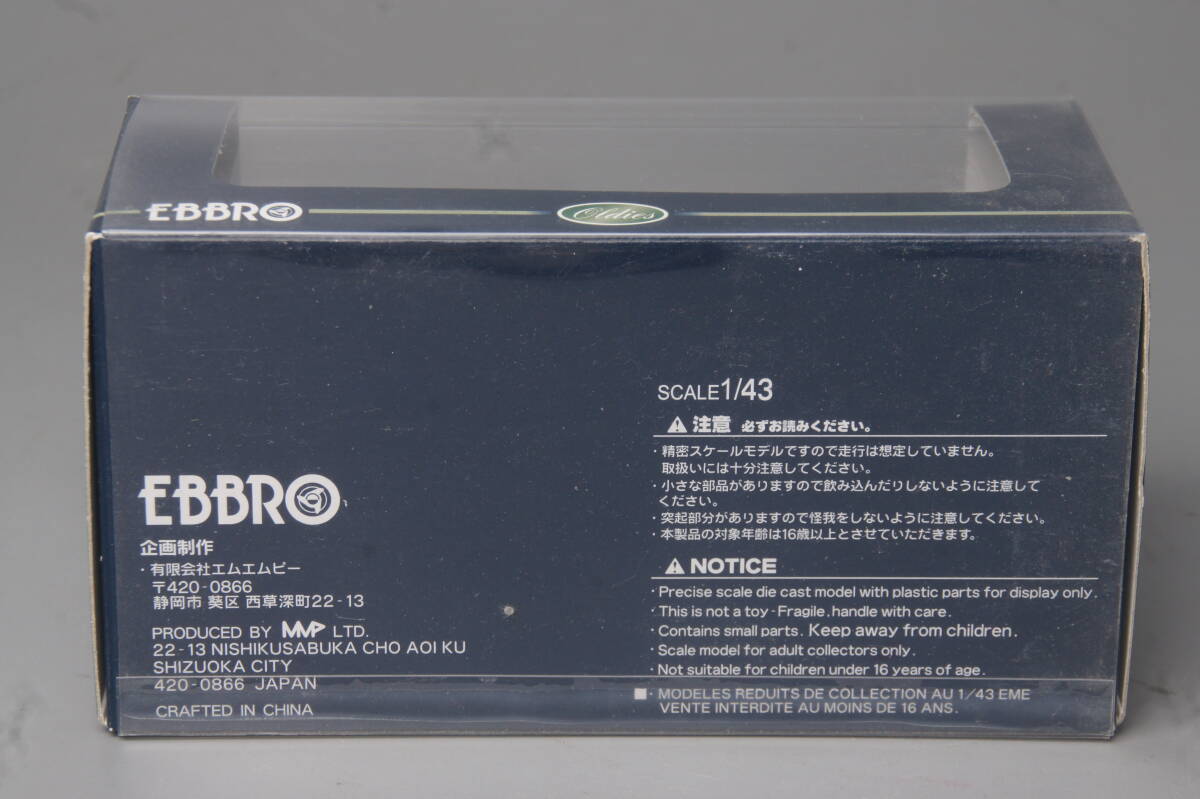 EBBRO
Oldies
EBBRO
企画制作
・有限会社エムエムピー
〒420-0866
静岡市 葵区 西草深町22-13
PRODUCED BY MMP LTD.
22-13 NISHIKUSABUKA CHO AOI KU
SHIZUOKA CITY
420-0866 JAPAN
CRAFTED IN CHINA
SCALE1/43
注意 必ずお読みください。
・精密スケールモデルですので走行は想定していません。
取扱いには十分注意してください。
・小さな部品がありますので飲み込んだりしないように注意して
ください。
・突起部分がありますので怪我をしないように注意してください。
・本製品の対象年齢は16歳以上とさせていただきます。
NOTICE
・Precise scale die cast model with plastic parts for display only.
・This is not a toy・Fragile, handle with care.
・Contains small parts. Keep away from children.
・Scale model for adult collectors only.
・Not suitable for children under 16 years of age.
■・MODELES REDUITS DE COLLECTION AU 1/43 EME
VENTE INTERDITE AU MOINS DE 16 ANS.